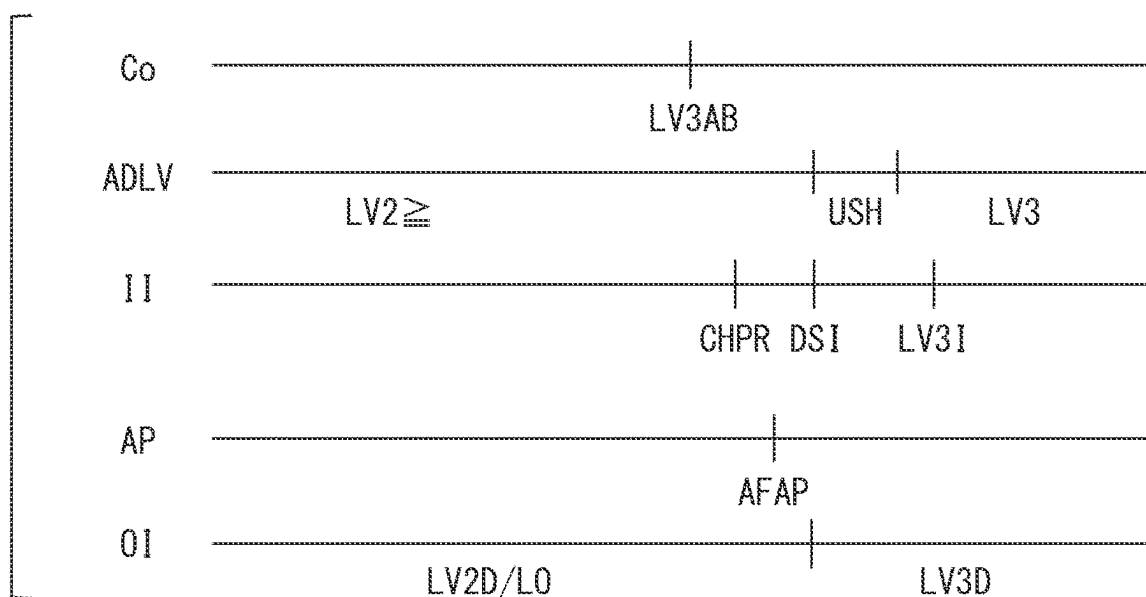 Co
LV3AB
ADLV
LV2≧ USH LV3
II
CHPR DSI LV3I
AP
AFAP
OI
LV2D/LO LV3D